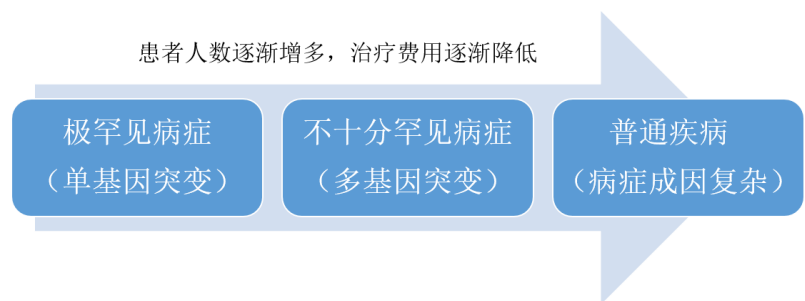 患者人数逐渐增多，治疗费用逐渐降低
极罕见病症
（单基因突变）
不十分罕见病症
（多基因突变）
普通疾病
（病症成因复杂）